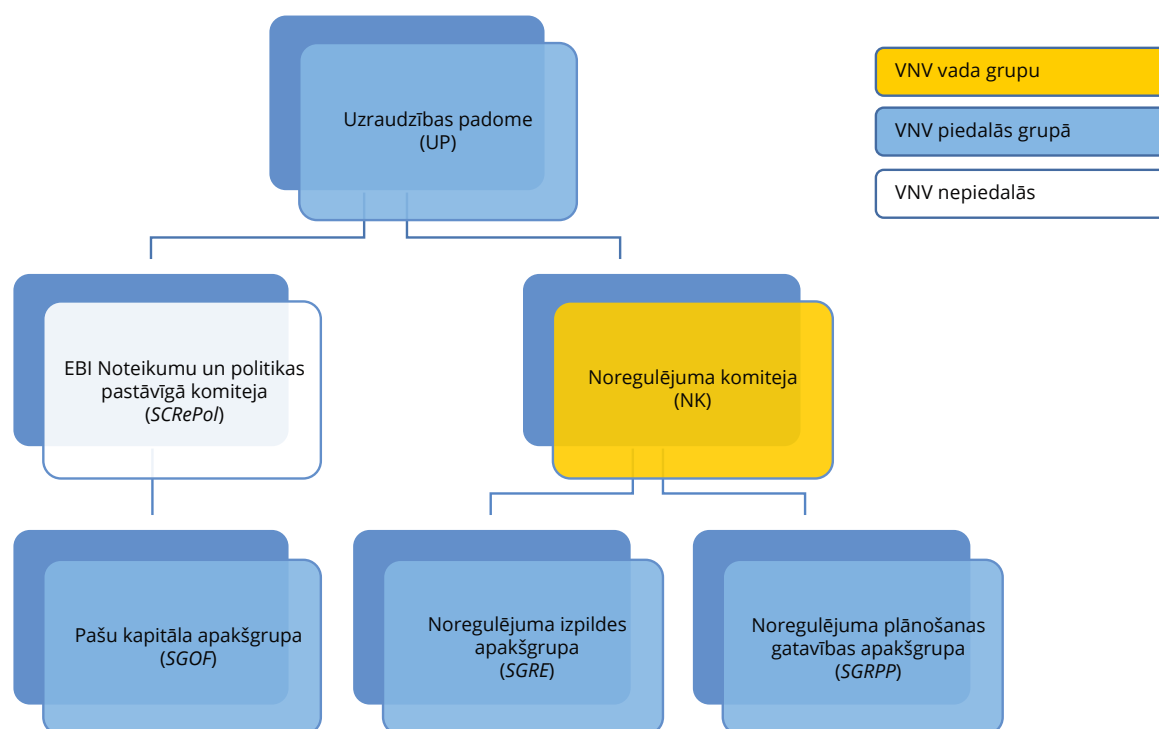 Uzraudzības padome
(UP)
VNV vada grupu
VNV piedalās grupā
VNV nepiedalās
EBI Noteikumu un politikas
pastāvīgā komiteja
(SCRePol)
Noregulējuma komiteja
(NK)
Pašu kapitāla apakšgrupa
(SGOF)
Noregulējuma izpildes
apakšgrupa
(SGRE)
Noregulējuma plānošanas
gatavības apakšgrupa
(SGRPP)